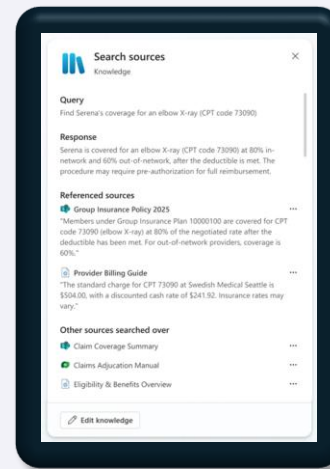 Search sources
Knowledge
Query
Find Serena's coverage for an elbow X-ray (CPT code 73090)
Response
Serena is covered for an elbow X-ray (CPT code 73090) at 80% in-
network and 60% out-of-network, after the deductible is met. The
procedure may require pre-authorization for full reimbursement.
Referenced sources
Group Insurance Policy 2025
"Members under Group Insurance Plan 10000100 are covered for CPT
code 73090 (elbow X-ray) at 80% of the negotiated rate after the
deductible has been met. For out-of-network providers, coverage is
60%."
Provider Billing Guide
"The standard charge for CPT 73090 at Swedish Medical Seattle is
$504.00, with a discounted cash rate of $241.92. Insurance rates may
vary."
Other sources searched over
Claim Coverage Summary
Claims Adjucation Manual
Eligibility & Benefits Overview
Edit knowledge